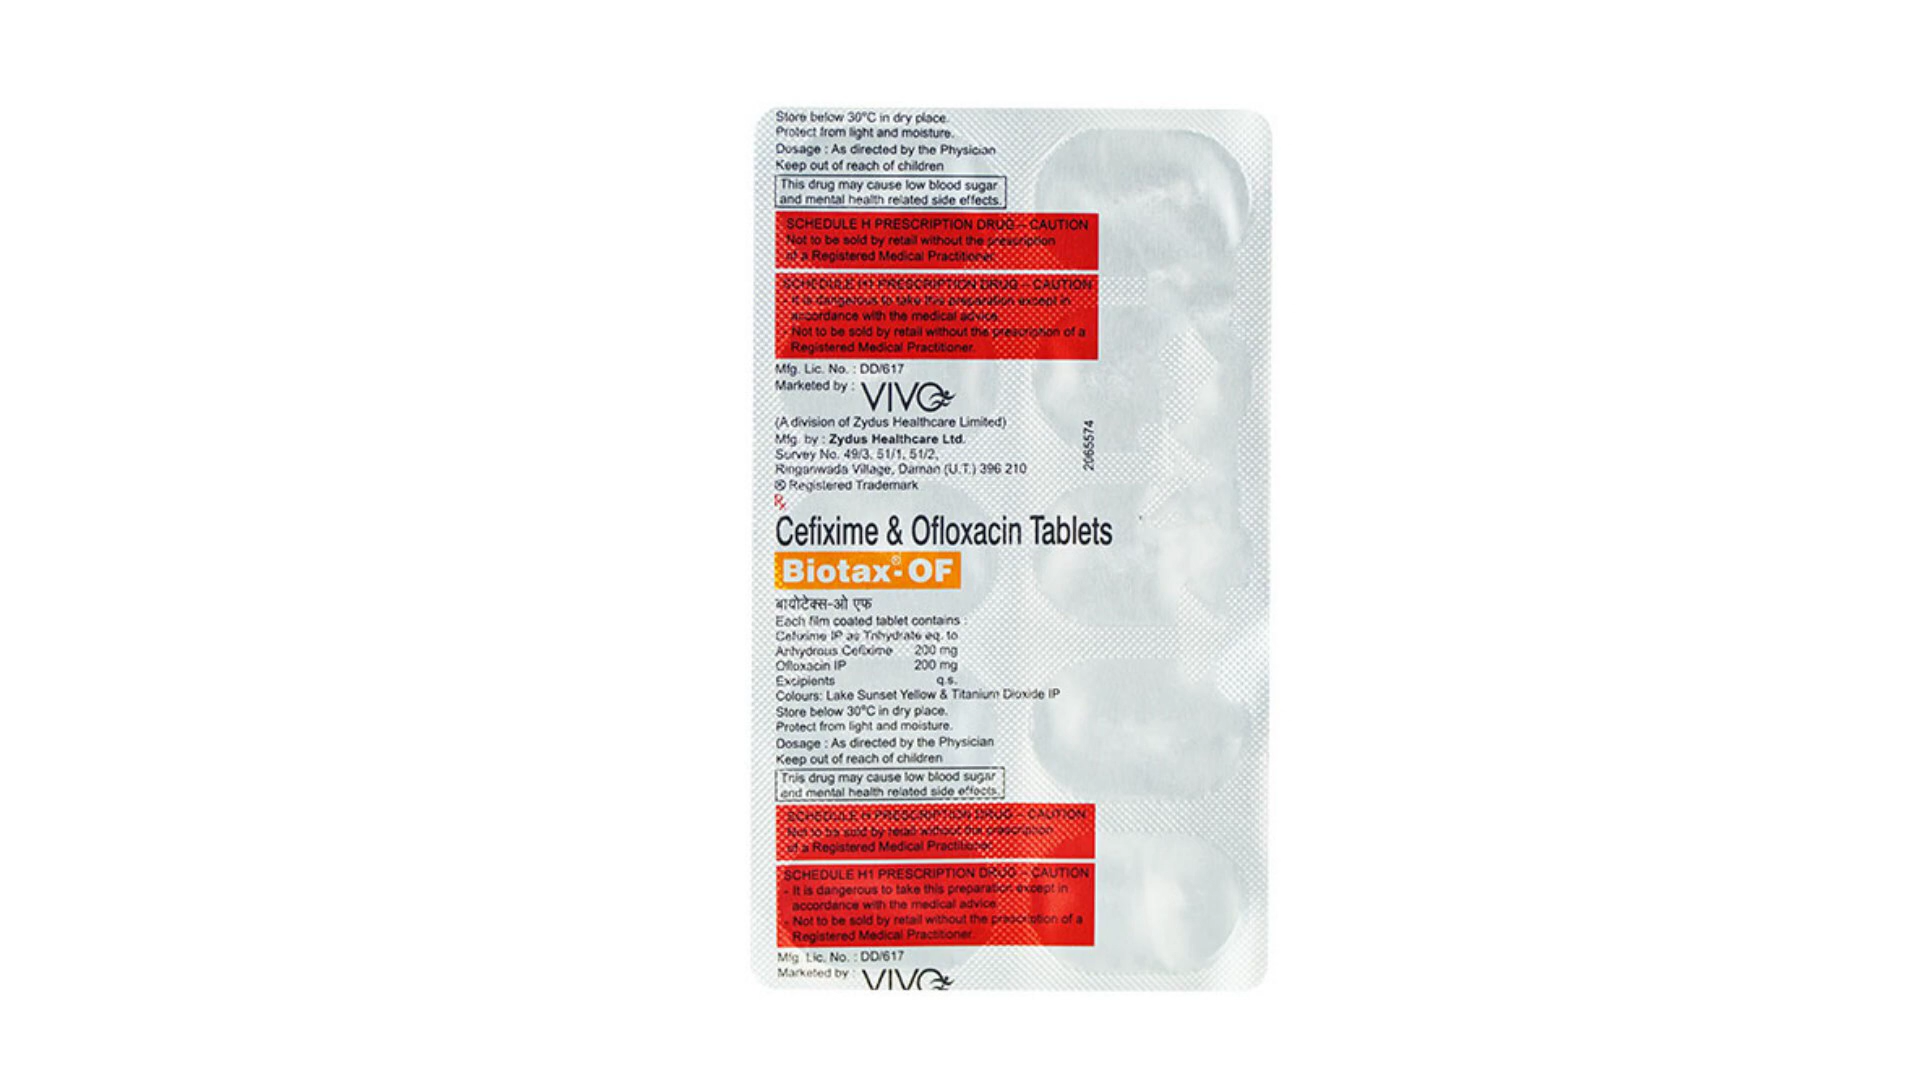 Store below 30°C in dry place.
Protect from light and moisture.
Dosage : As directed by the Physician
Keep out of reach of children
This drug may cause low blood sugar
and mental health related side effects.
SCHEDULE H PRESCRIPTION DRUG – CAUTION
Not to be sold by retail without the prescription
of a Registered Medical Practitioner.
SCHEDULE H1 PRESCRIPTION DRUG – CAUTION
- It is dangerous to take this preparation except in
accordance with the medical advice.
- Not to be sold by retail without the prescription of a
Registered Medical Practitioner.
Mfg. Lic. No. : DD/617
Marketed by : VIVO
(A division of Zydus Healthcare Limited)
Mfg. by : Zydus Healthcare Ltd.
Survey No. 49/3, 51/1, 51/2,
Ringanwada Village, Daman (U.T.) 396 210
® Registered Trademark
2065574
Rx
Cefixime & Ofloxacin Tablets
Biotax®-OF
बायोटेक्स-ओ एफ
Each film coated tablet contains :
Cefixime IP as Trihydrate eq. to
Anhydrous Cefixime 200 mg
Ofloxacin IP 200 mg
Excipients q.s.
Colours: Lake Sunset Yellow & Titanium Dioxide IP
Store below 30°C in dry place.
Protect from light and moisture.
Dosage : As directed by the Physician
Keep out of reach of children
This drug may cause low blood sugar
and mental health related side effects.
SCHEDULE H PRESCRIPTION DRUG – CAUTION
Not to be sold by retail without the prescription
of a Registered Medical Practitioner.
SCHEDULE H1 PRESCRIPTION DRUG – CAUTION
- It is dangerous to take this preparation except in
accordance with the medical advice.
- Not to be sold by retail without the prescription of a
Registered Medical Practitioner.
Mfg. Lic. No. : DD/617
Marketed by : VIVO